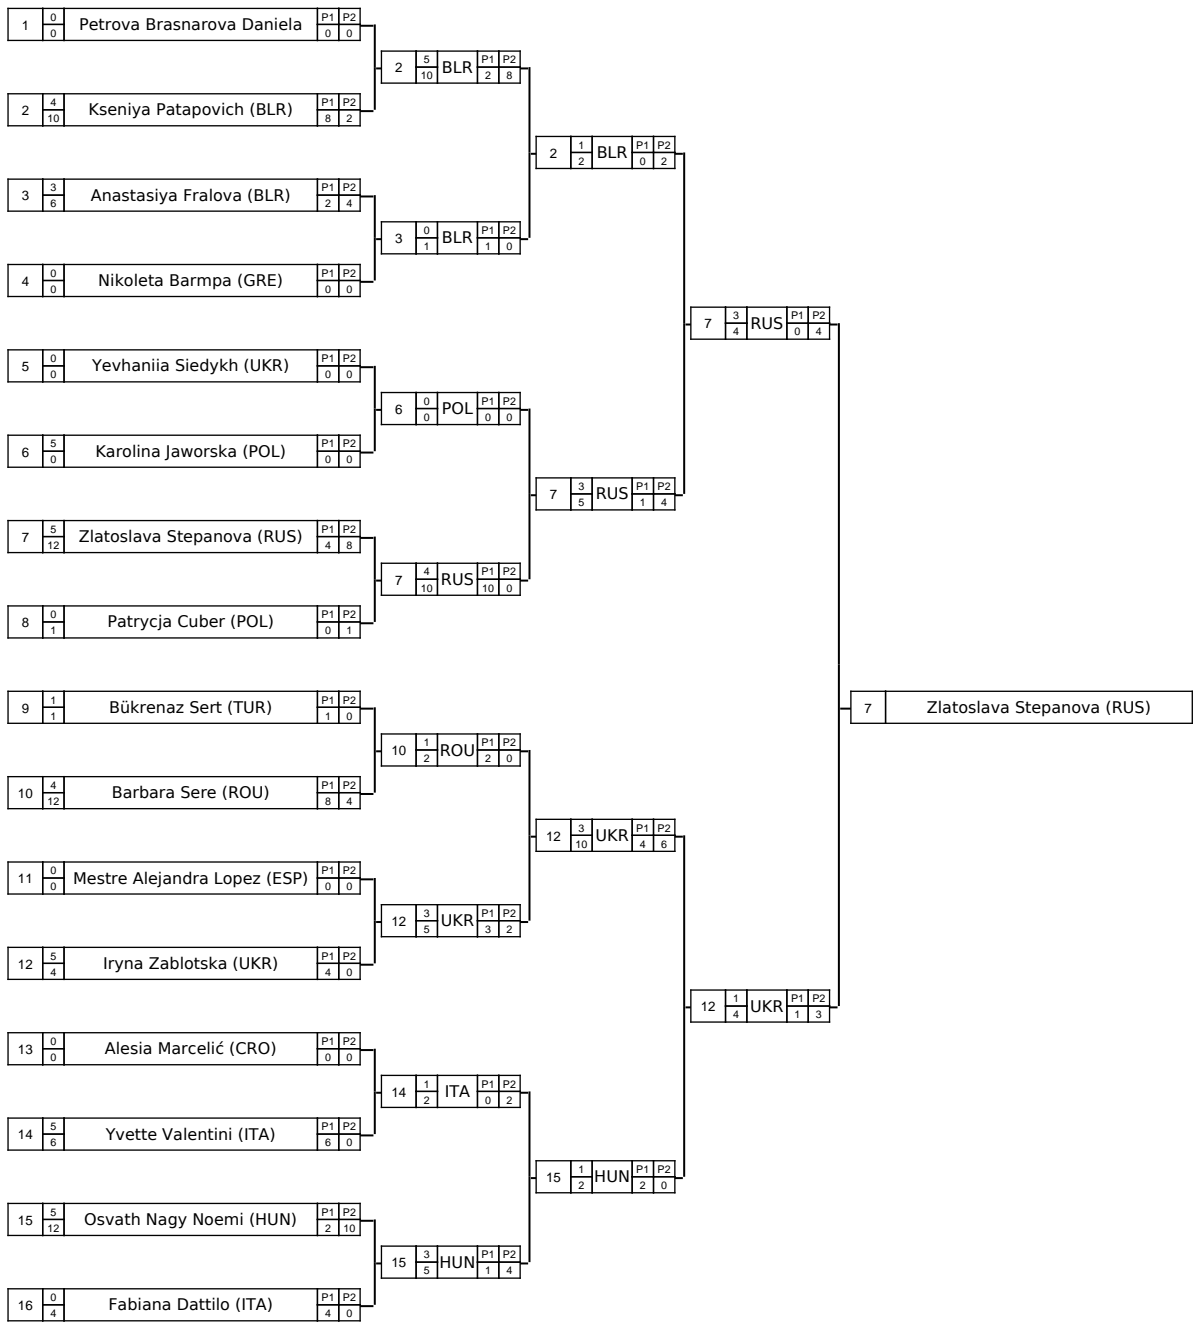 1 0 0 Petrova Brasnarova Daniela P1 P2 0 0
2 5 10 BLR P1 P2 2 8
2 4 10 Kseniya Patapovich (BLR) P1 P2 8 2
2 1 2 BLR P1 P2 0 2
3 3 6 Anastasiya Fralova (BLR) P1 P2 2 4
3 0 1 BLR P1 P2 1 0
4 0 0 Nikoleta Barmpa (GRE) P1 P2 0 0
7 3 4 RUS P1 P2 0 4
5 0 0 Yevhaniia Siedykh (UKR) P1 P2 0 0
6 0 0 POL P1 P2 0 0
6 5 0 Karolina Jaworska (POL) P1 P2 0 0
7 3 5 RUS P1 P2 1 4
7 5 12 Zlatoslava Stepanova (RUS) P1 P2 4 8
7 4 10 RUS P1 P2 10 0
8 0 1 Patrycja Cuber (POL) P1 P2 0 1
9 1 1 Bükrenaz Sert (TUR) P1 P2 1 0
7 Zlatoslava Stepanova (RUS)
10 1 2 ROU P1 P2 2 0
10 4 12 Barbara Sere (ROU) P1 P2 8 4
12 3 10 UKR P1 P2 4 6
11 0 0 Mestre Alejandra Lopez (ESP) P1 P2 0 0
12 3 5 UKR P1 P2 3 2
12 5 4 Iryna Zablotska (UKR) P1 P2 4 0
12 1 4 UKR P1 P2 1 3
13 0 0 Alesia Marcelić (CRO) P1 P2 0 0
14 1 2 ITA P1 P2 0 2
14 5 6 Yvette Valentini (ITA) P1 P2 6 0
15 1 2 HUN P1 P2 2 0
15 5 12 Osvath Nagy Noemi (HUN) P1 P2 2 10
15 3 5 HUN P1 P2 1 4
16 0 4 Fabiana Dattilo (ITA) P1 P2 4 0